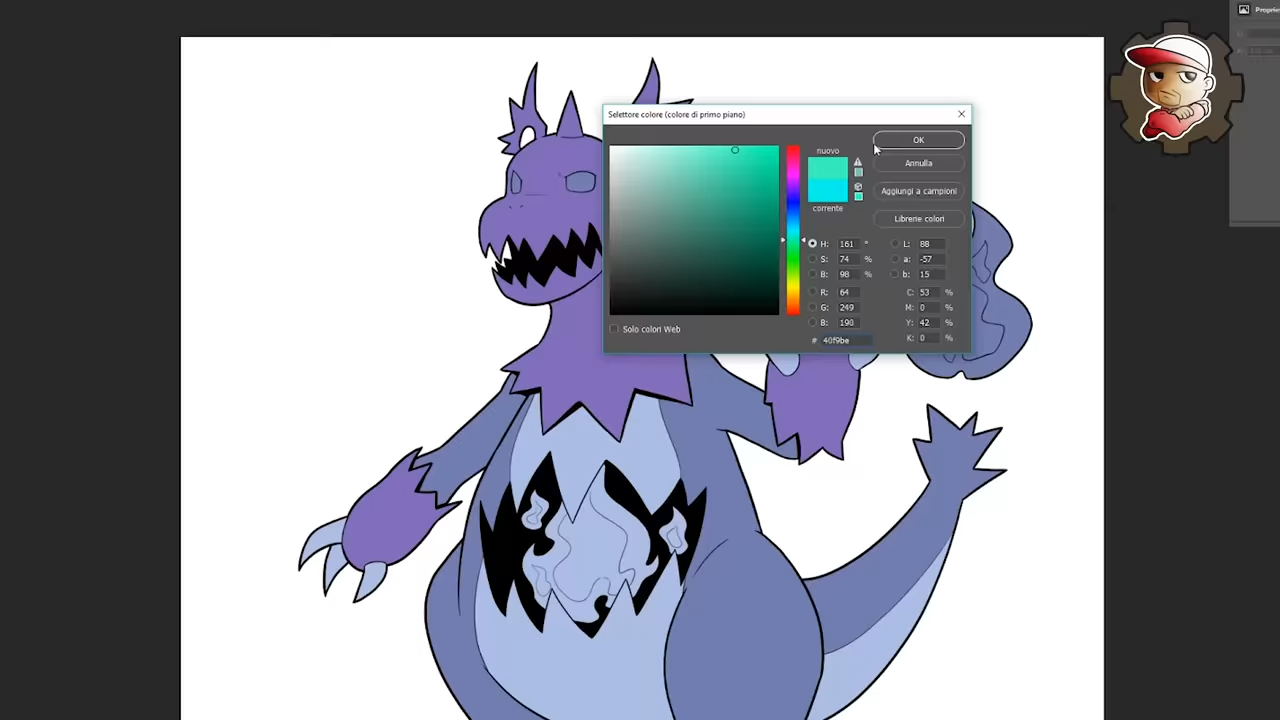 Proprie
Selettore colore (colore di primo piano)
OK
nuovo
Annulla
Aggiungi a campioni
corrente
Librerie colori
H: 161 ° L: 88
S: 74 % a: -57
B: 98 % b: 15
R: 64 C: 53 %
G: 249 M: 0 %
B: 190 Y: 42 %
Solo colori Web K: 0 %
# 40f9be